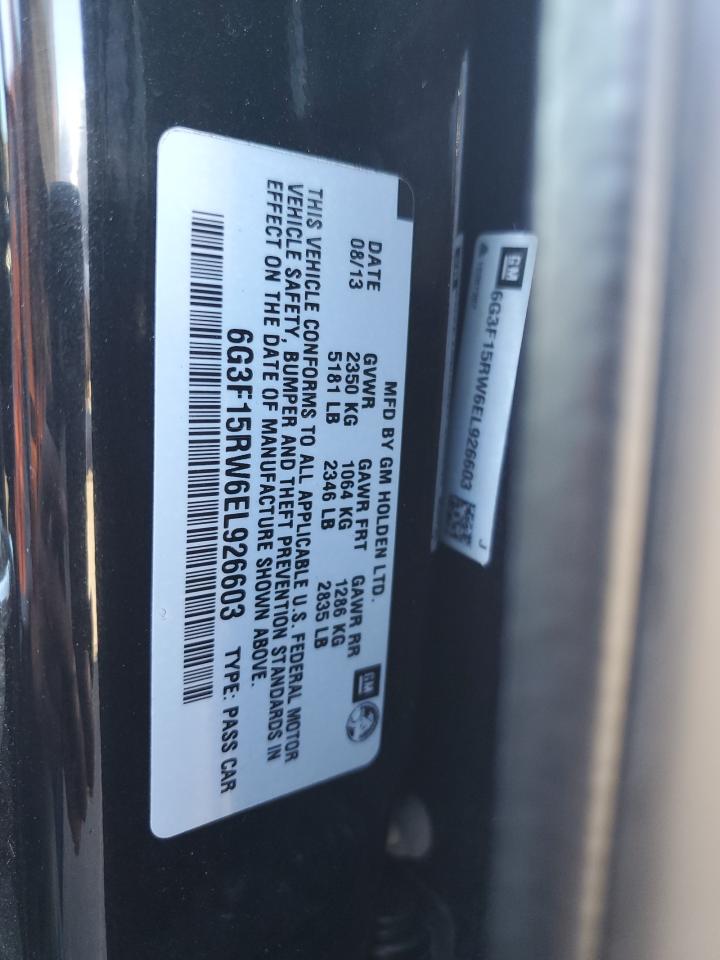 MFD BY GM HOLDEN LTD.
DATE GVWR GAWR FRT GAWR RR
08/13 2350 KG 1064 KG 1286 KG
5181 LB 2346 LB 2835 LB
GM
THIS VEHICLE CONFORMS TO ALL APPLICABLE U.S. FEDERAL MOTOR
VEHICLE SAFETY, BUMPER AND THEFT PREVENTION STANDARDS IN
EFFECT ON THE DATE OF MANUFACTURE SHOWN ABOVE.
6G3F15RW6EL926603 TYPE: PASS CAR
GM
6G3F15RW6EL926603
J